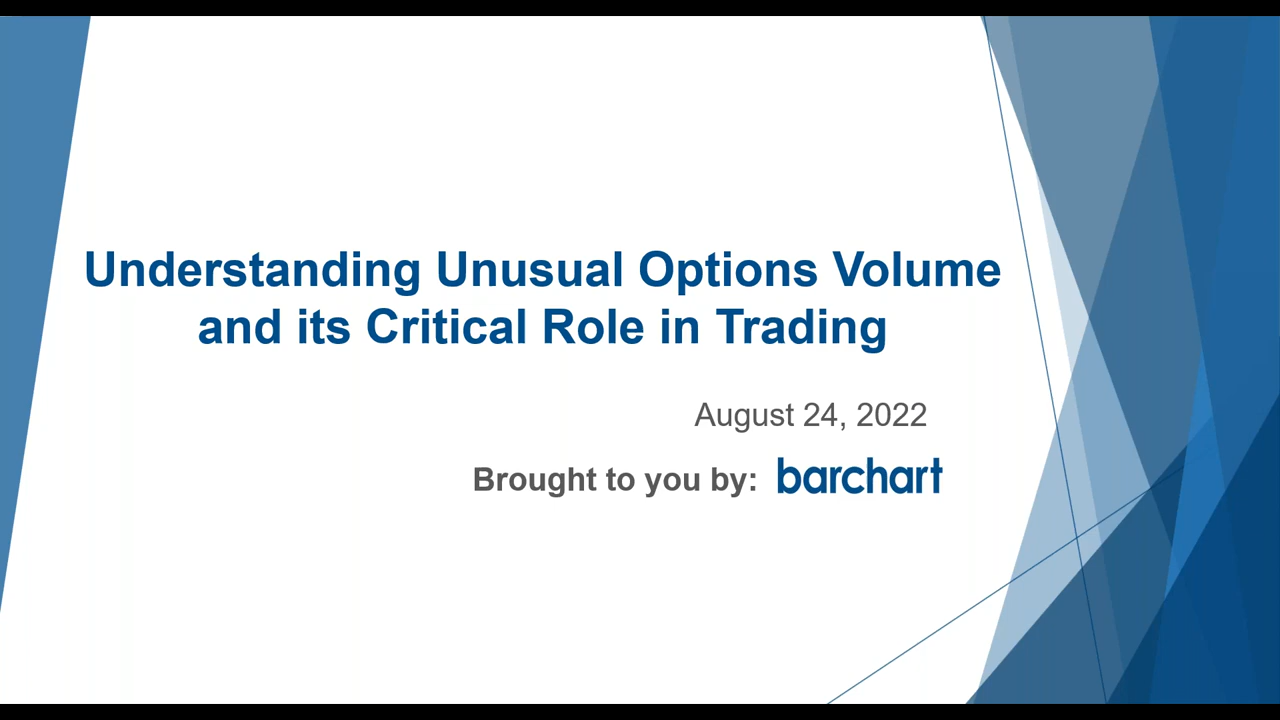 Understanding Unusual Options Volume
and its Critical Role in Trading
August 24, 2022
Brought to you by: barchart